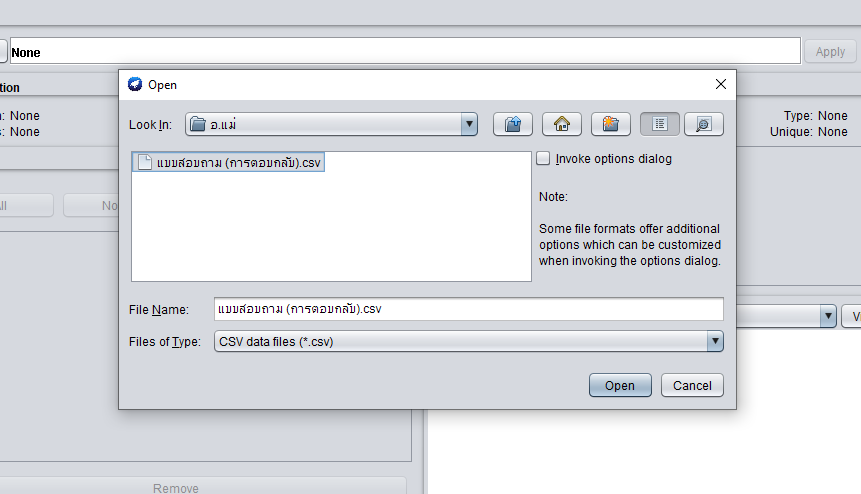 None
Apply
tion
: None
s: None
Type: None
Unique: None
All
No
Open
Look In:
อ.แม่
แบบสอบถาม (การตอบกลับ).csv
Invoke options dialog
Note:
Some file formats offer additional
options which can be customized
when invoking the options dialog.
File Name:
แบบสอบถาม (การตอบกลับ).csv
Files of Type:
CSV data files (*.csv)
Open
Cancel
Remove